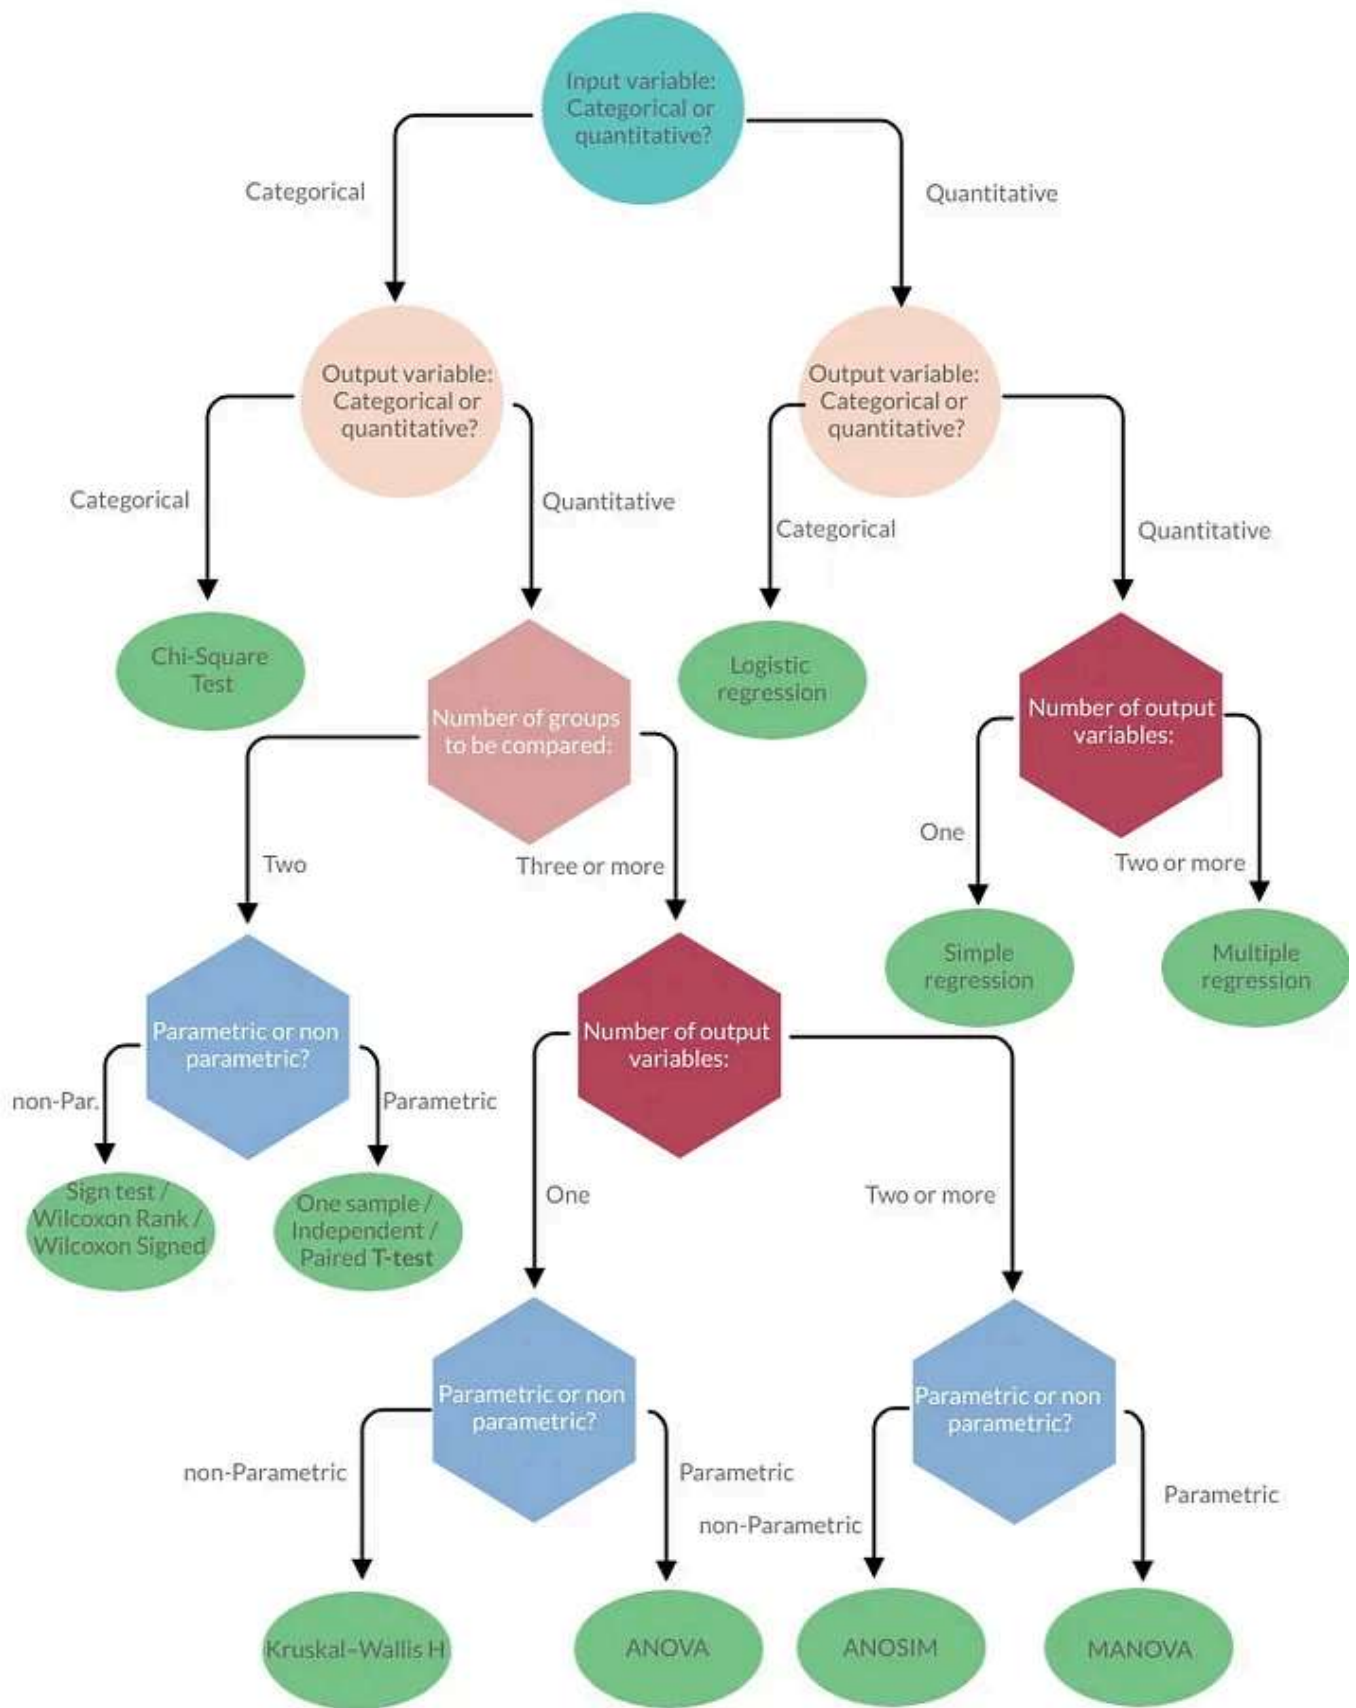 Input variable:
Categorical or
quantitative?
Categorical
Quantitative
Output variable:
Categorical or
quantitative?
Output variable:
Categorical or
quantitative?
Categorical
Quantitative
Categorical
Quantitative
Chi-Square
Test
Number of groups
to be compared:
Logistic
regression
Number of output
variables:
Two
Three or more
One
Two or more
Parametric or non
parametric?
Number of output
variables:
Simple
regression
Multiple
regression
non-Par.
Parametric
Sign test /
Wilcoxon Rank /
Wilcoxon Signed
One sample /
Independent /
Paired T-test
One
Two or more
Parametric or non
parametric?
Parametric or non
parametric?
non-Parametric
Parametric
non-Parametric
Parametric
Kruskal–Wallis H
ANOVA
ANOSIM
MANOVA